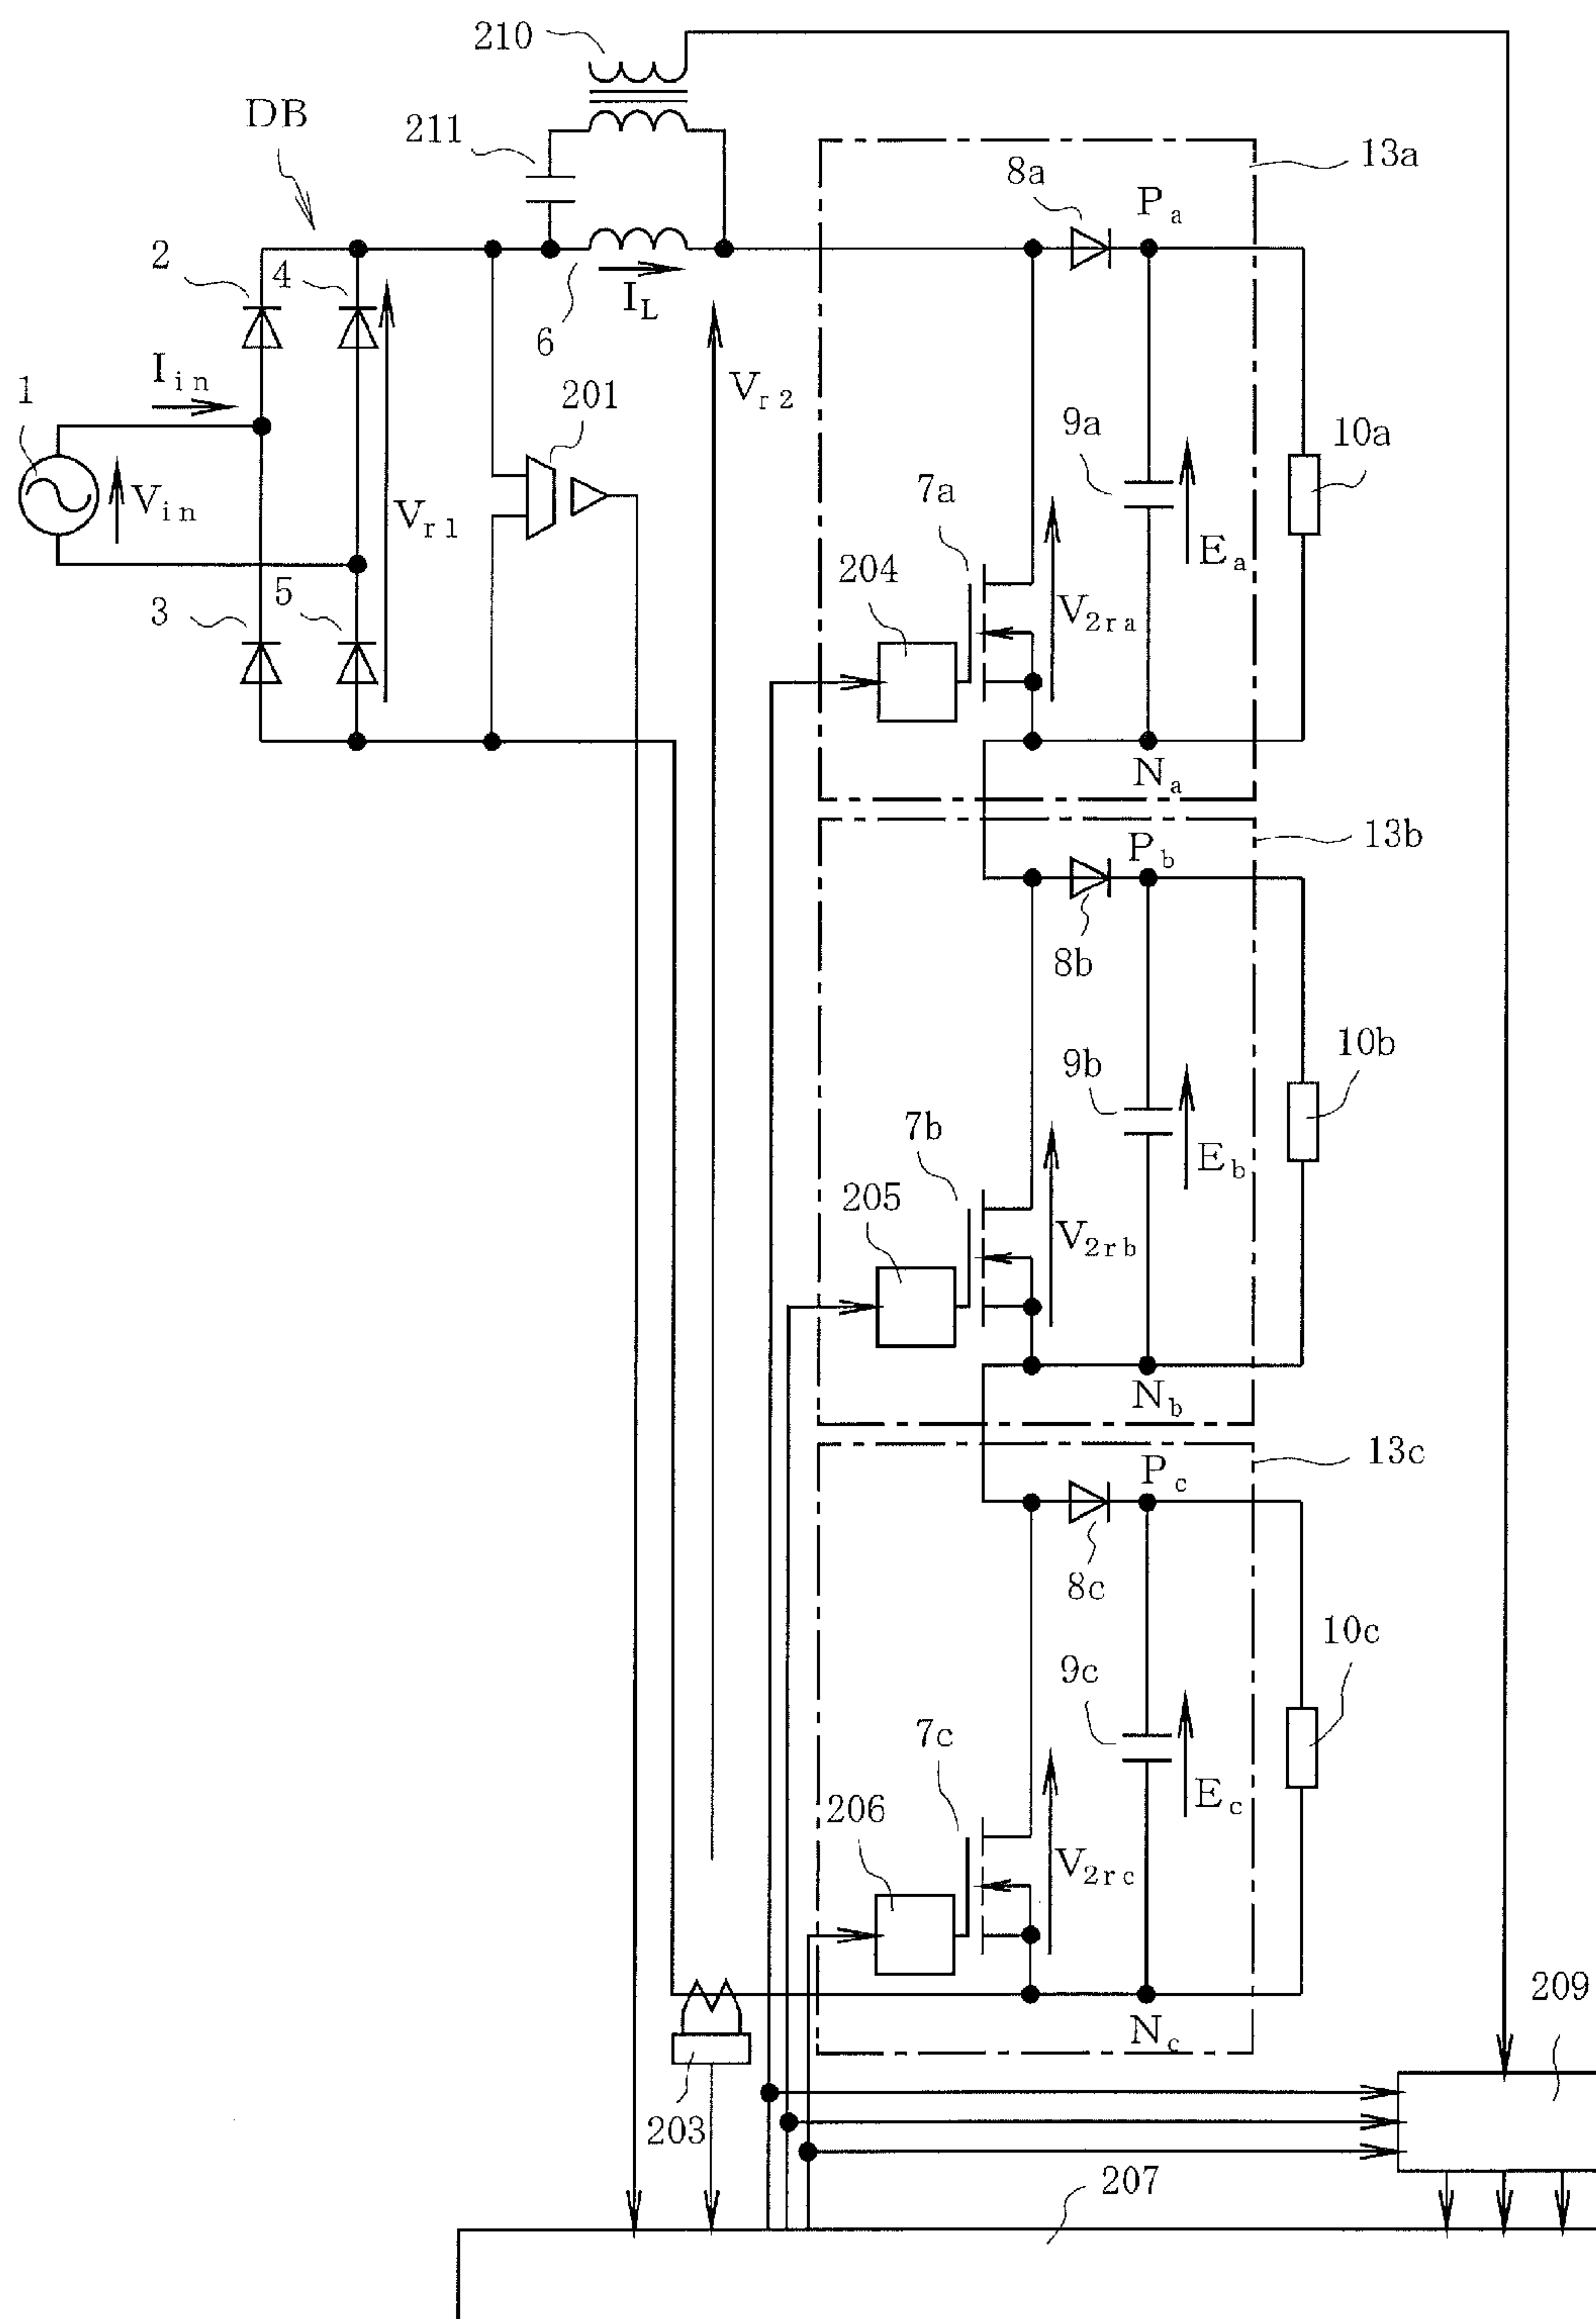 210
DB
211
13a
8a
Pa
2
4
IL
6
Iin
1
Vr2
201
9a
10a
Vin
Vr1
7a
Ea
204
V2ra
3
5
Na
13b
Pb
8b
10b
9b
7b
Eb
205
V2rb
Nb
13c
Pc
8c
10c
9c
7c
Ec
206
V2rc
209
Nc
203
207